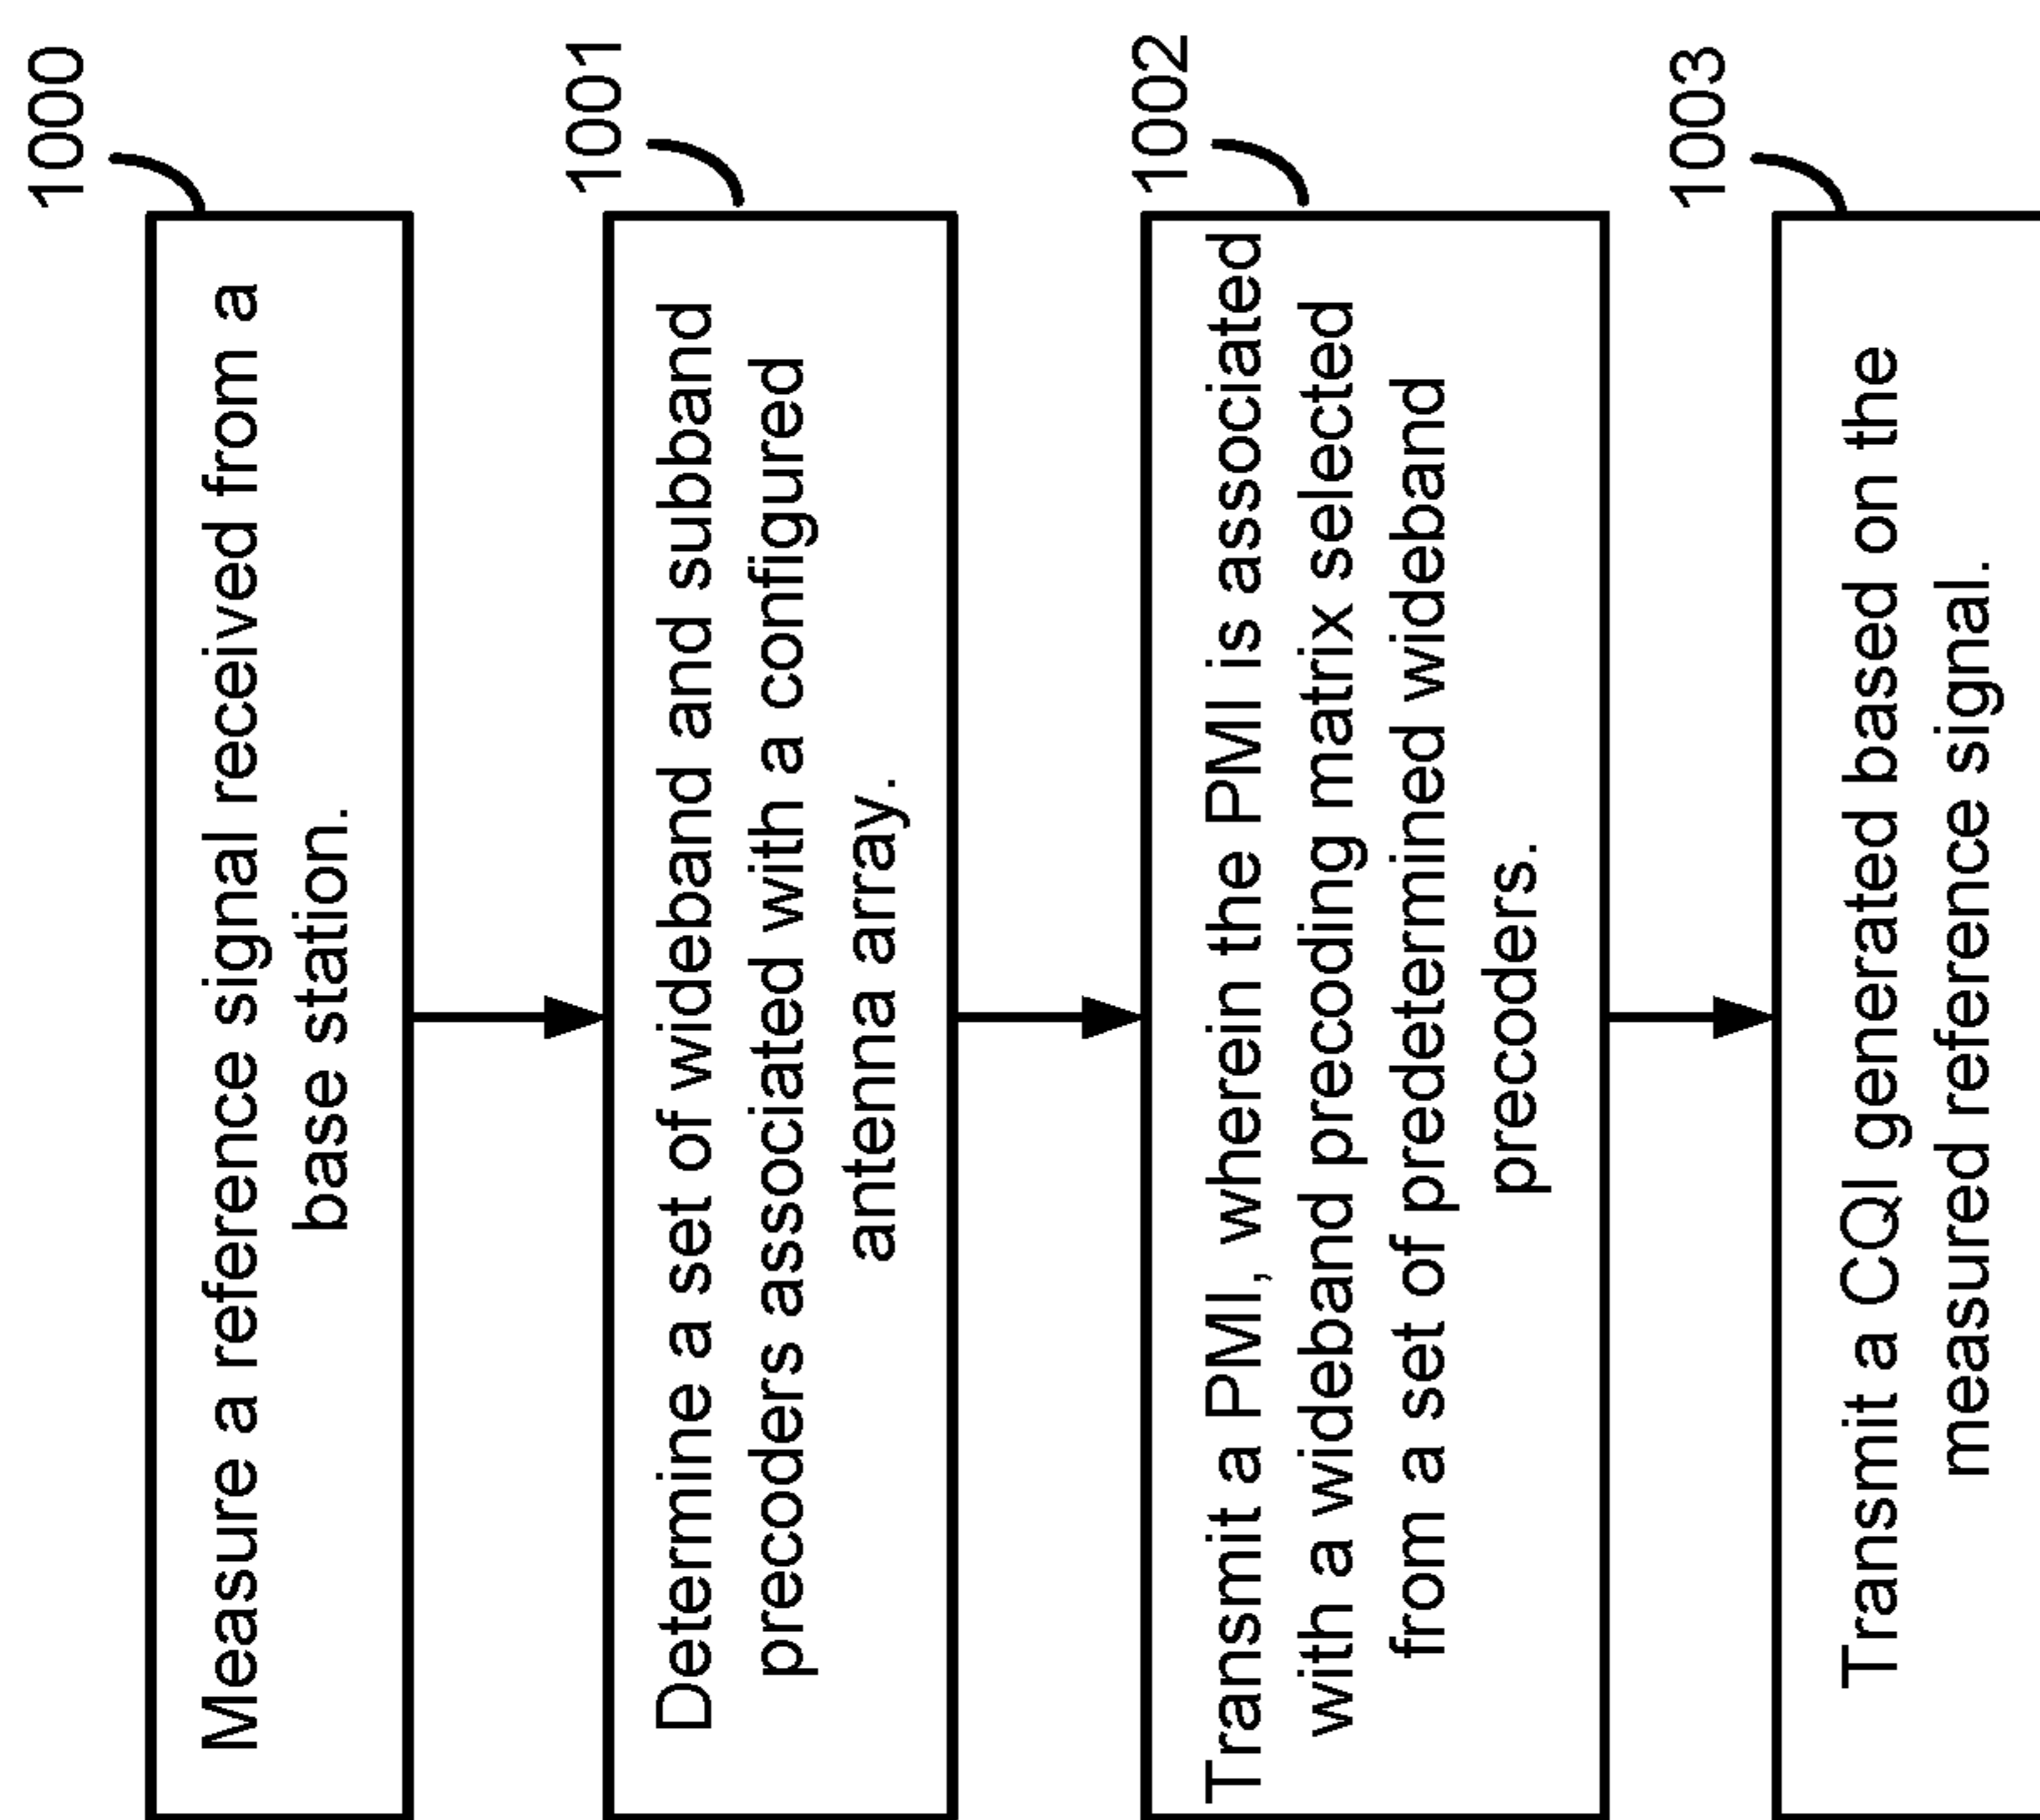 1000
Measure a reference signal received from a
base station.
1001
Determine a set of wideband and subband
precoders associated with a configured
antenna array.
1002
Transmit a PMI, wherein the PMI is associated
with a wideband precoding matrix selected
from a set of predetermined wideband
precoders.
1003
Transmit a CQI generated based on the
measured reference signal.